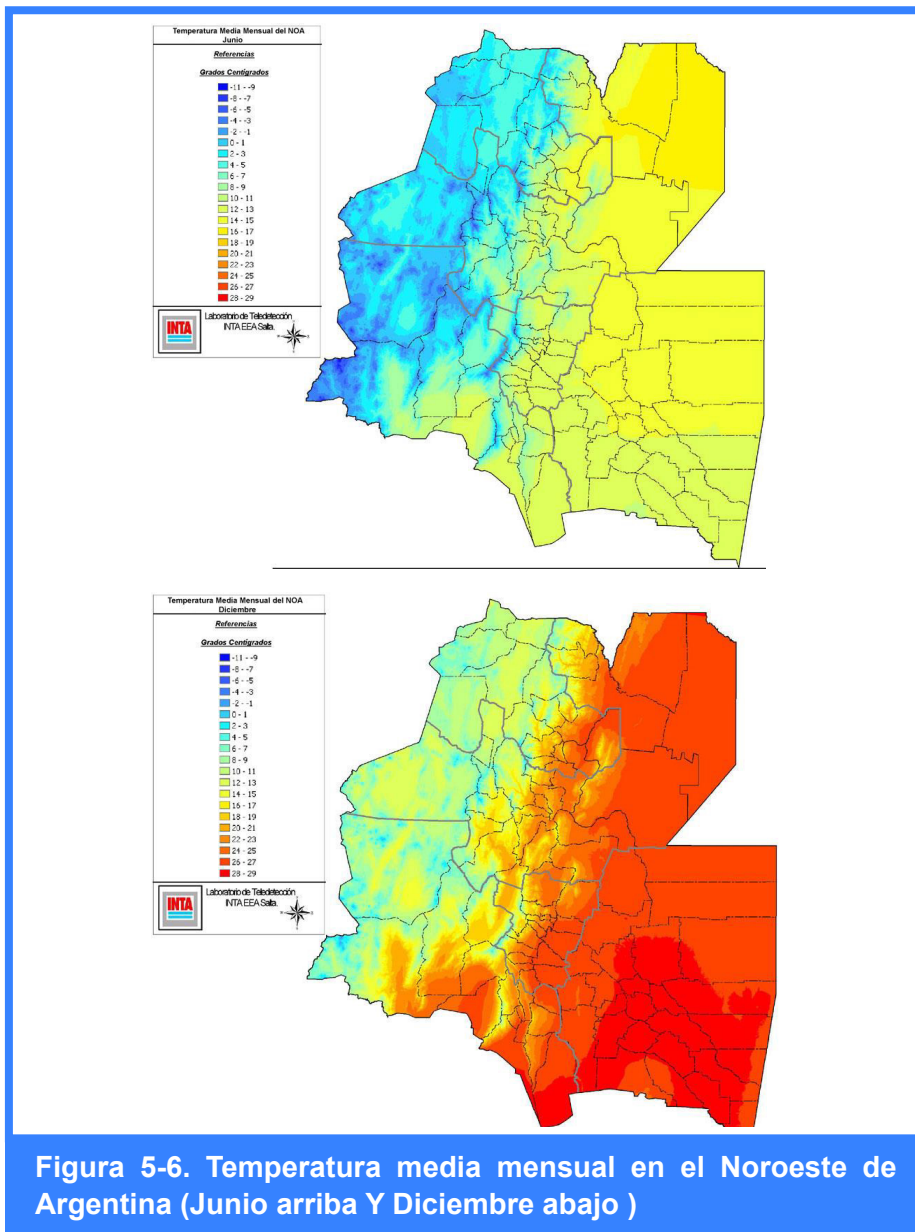 Temperatura Media Mensual del NOA
Junio
Referencias
Grados Centígrados
-11 - -9
-8 - -7
-6 - -5
-4 - -3
-2 - -1
0 - 1
2 - 3
4 - 5
6 - 7
8 - 9
10 - 11
12 - 13
14 - 15
16 - 17
18 - 19
20 - 21
22 - 23
24 - 25
26 - 27
28 - 29
INTA
Laboratorio de Teledetección
INTA EEA Salta.
Temperatura Media Mensual del NOA
Diciembre
Referencias
Grados Centígrados
-11 - -9
-8 - -7
-6 - -5
-4 - -3
-2 - -1
0 - 1
2 - 3
4 - 5
6 - 7
8 - 9
10 - 11
12 - 13
14 - 15
16 - 17
18 - 19
20 - 21
22 - 23
24 - 25
26 - 27
28 - 29
INTA
Laboratorio de Teledetección
INTA EEA Salta.
Figura 5-6. Temperatura media mensual en el Noroeste de
Argentina (Junio arriba Y Diciembre abajo )